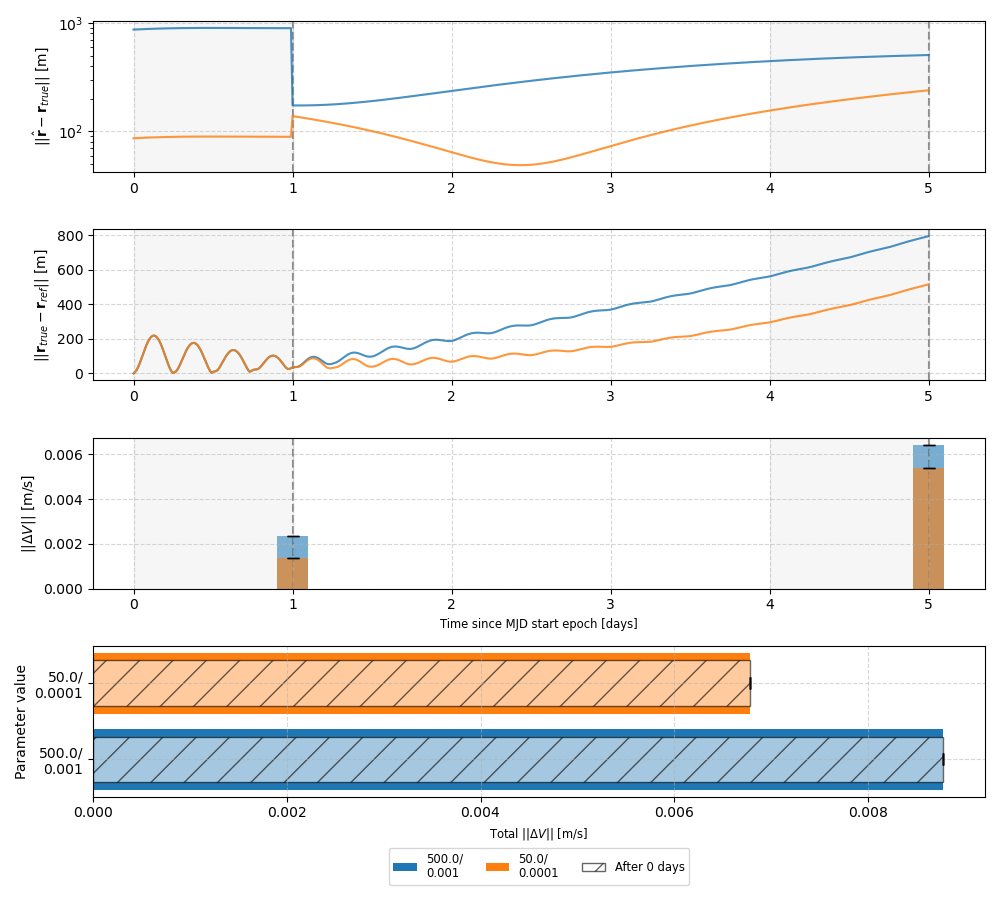 10³
10²
||r̂ − r_true|| [m]
0 1 2 3 4 5
800
600
400
200
0
||r_true − r_ref|| [m]
0 1 2 3 4 5
0.006
0.004
0.002
0.000
||ΔV|| [m/s]
0 1 2 3 4 5
Time since MJD start epoch [days]
Parameter value
50.0/
0.0001
500.0/
0.001
0.000 0.002 0.004 0.006 0.008
Total ||ΔV|| [m/s]
500.0/
0.001
50.0/
0.0001
After 0 days